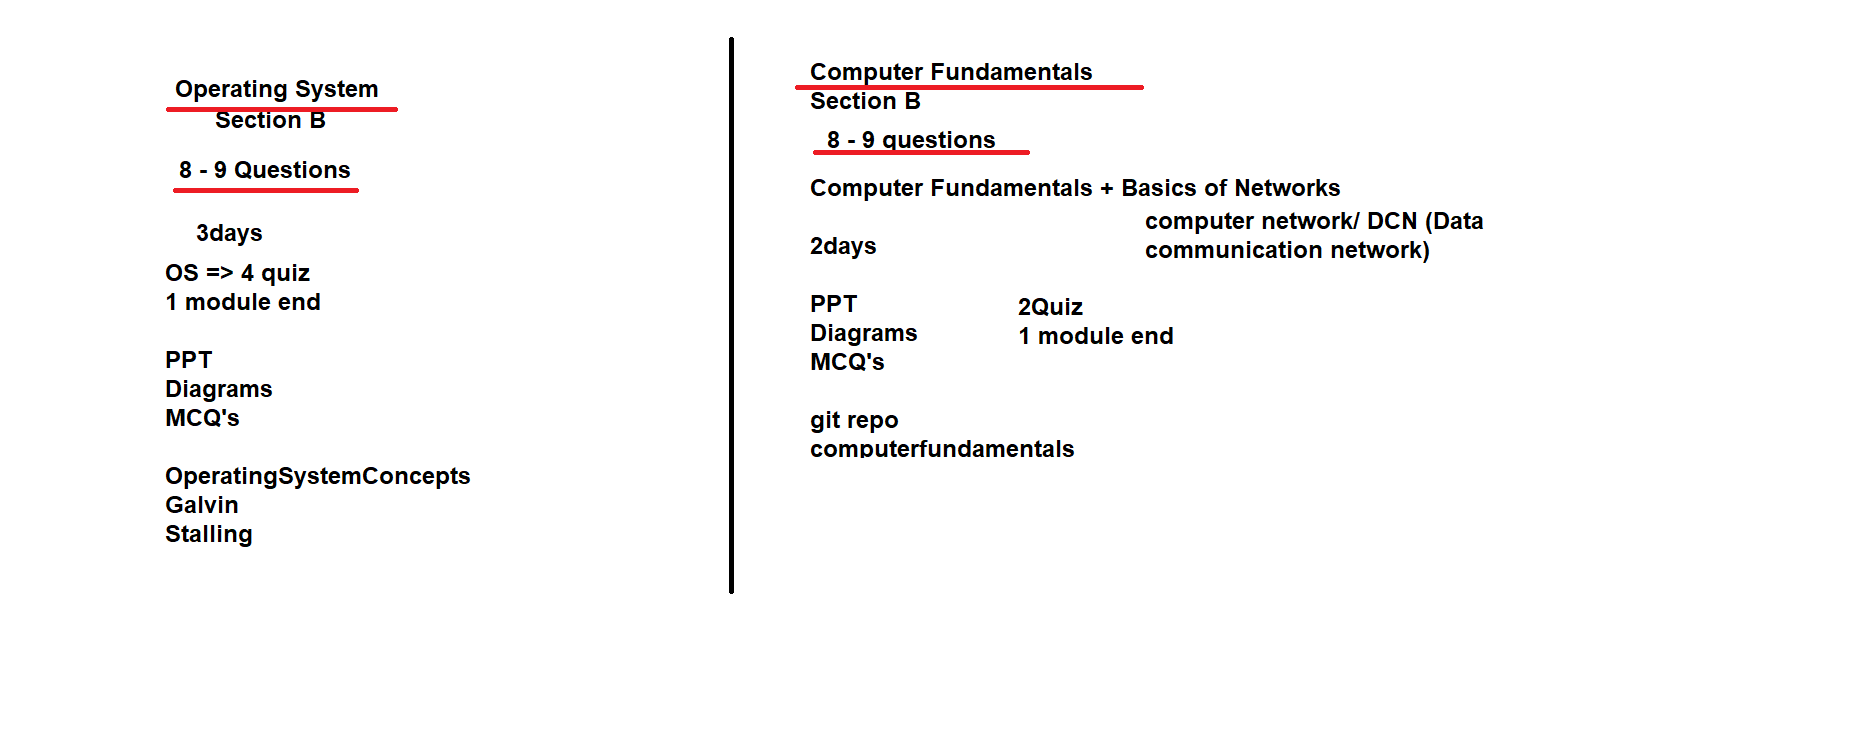 Operating System
Section B
8 - 9 Questions
3days
OS => 4 quiz
1 module end
PPT
Diagrams
MCQ's
OperatingSystemConcepts
Galvin
Stalling
Computer Fundamentals
Section B
8 - 9 questions
Computer Fundamentals + Basics of Networks
computer network/ DCN (Data
communication network)
2days
PPT
Diagrams
MCQ's
2Quiz
1 module end
git repo
computerfundamentals